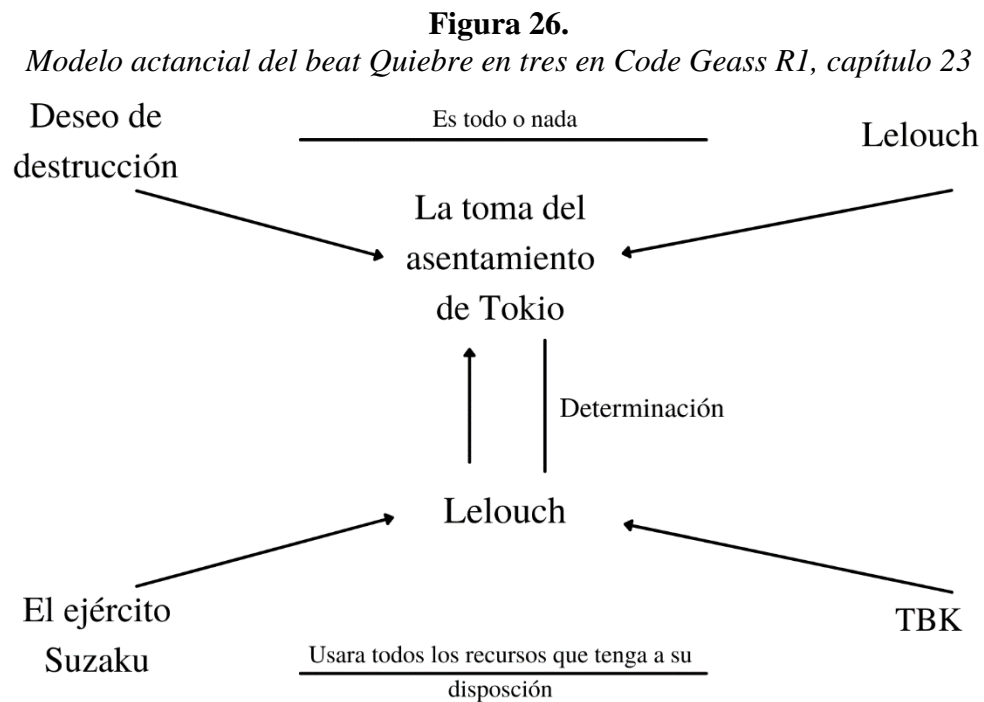 Figura 26.
Modelo actancial del beat Quiebre en tres en Code Geass R1, capítulo 23
Deseo de
destrucción
Es todo o nada
Lelouch
La toma del
asentamiento
de Tokio
Determinación
Lelouch
El ejército
Suzaku
TBK
Usara todos los recursos que tenga a su
disposción